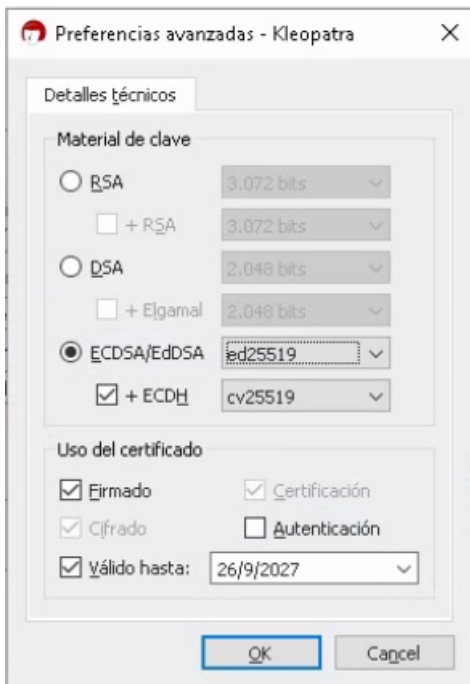 Preferencias avanzadas - Kleopatra
Detalles técnicos
Material de clave
RSA 3.072 bits
+ RSA 3.072 bits
DSA 2.048 bits
+ Elgamal 2.048 bits
ECDSA/EdDSA ed25519
+ ECDH cv25519
Uso del certificado
Firmado Certificación
Cifrado Autenticación
Válido hasta: 26/9/2027
OK Cancel